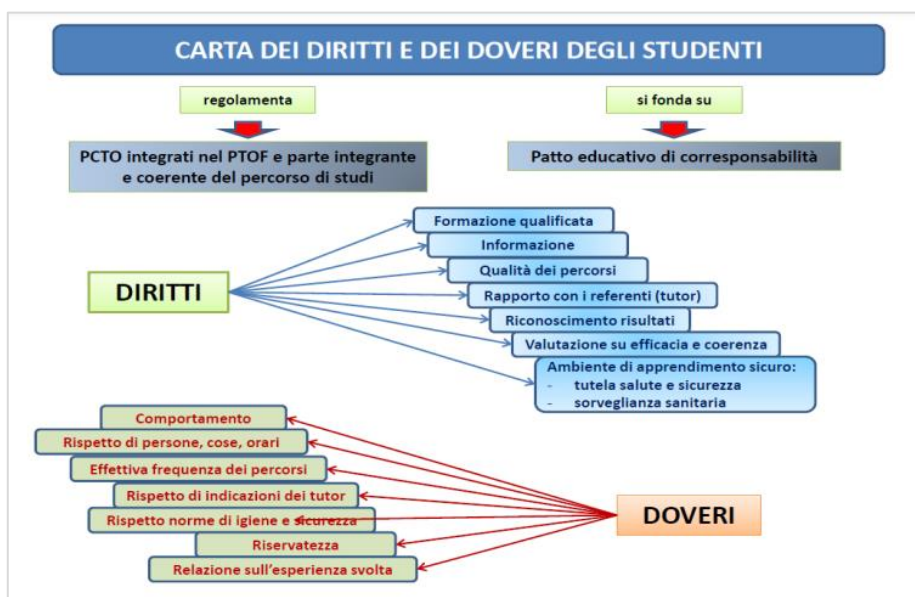 CARTA DEI DIRITTI E DEI DOVERI DEGLI STUDENTI
regolamenta
si fonda su
PCTO integrati nel PTOF e parte integrante
e coerente del percorso di studi
Patto educativo di corresponsabilità
DIRITTI
Formazione qualificata
Informazione
Qualità dei percorsi
Rapporto con i referenti (tutor)
Riconoscimento risultati
Valutazione su efficacia e coerenza
Ambiente di apprendimento sicuro:
- tutela salute e sicurezza
- sorveglianza sanitaria
Comportamento
Rispetto di persone, cose, orari
Effettiva frequenza dei percorsi
Rispetto di indicazioni dei tutor
Rispetto norme di igiene e sicurezza
Riservatezza
Relazione sull'esperienza svolta
DOVERI